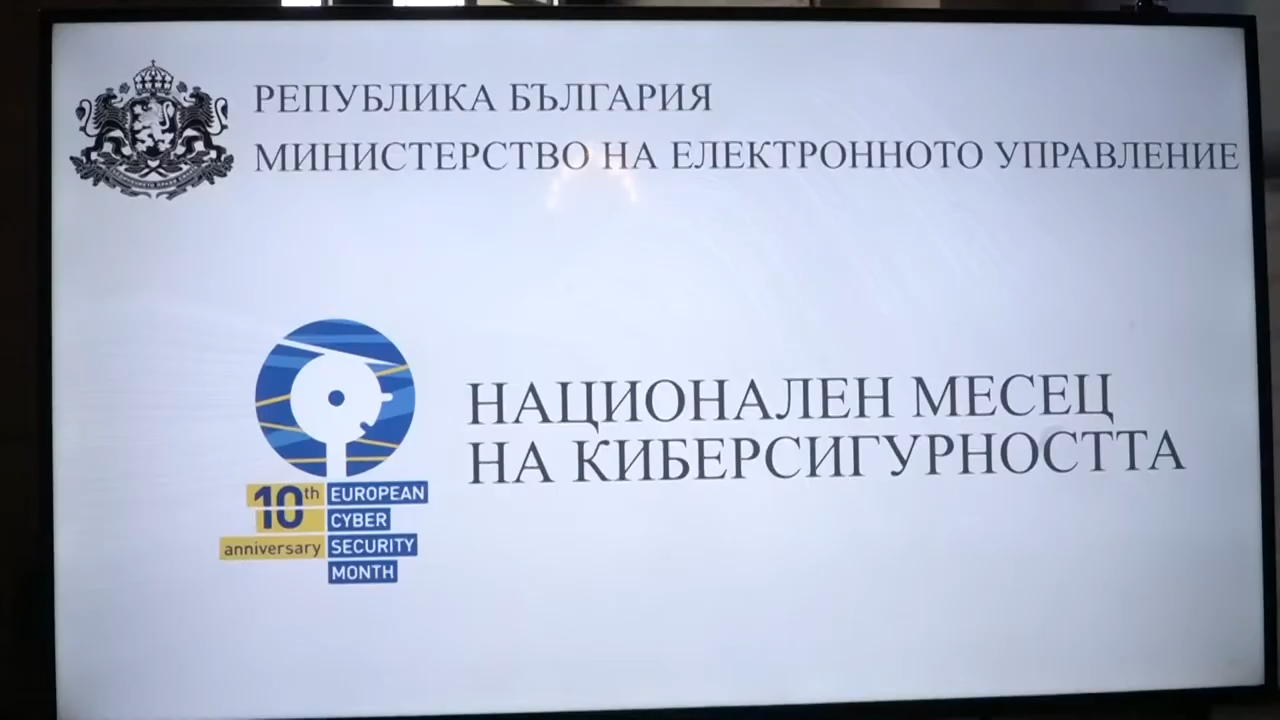 РЕПУБЛИКА БЪЛГАРИЯ
МИНИСТЕРСТВО НА ЕЛЕКТРОННОТО УПРАВЛЕНИЕ
НАЦИОНАЛЕН МЕСЕЦ
НА КИБЕРСИГУРНОСТТА
10th EUROPEAN
CYBER
anniversary SECURITY
MONTH